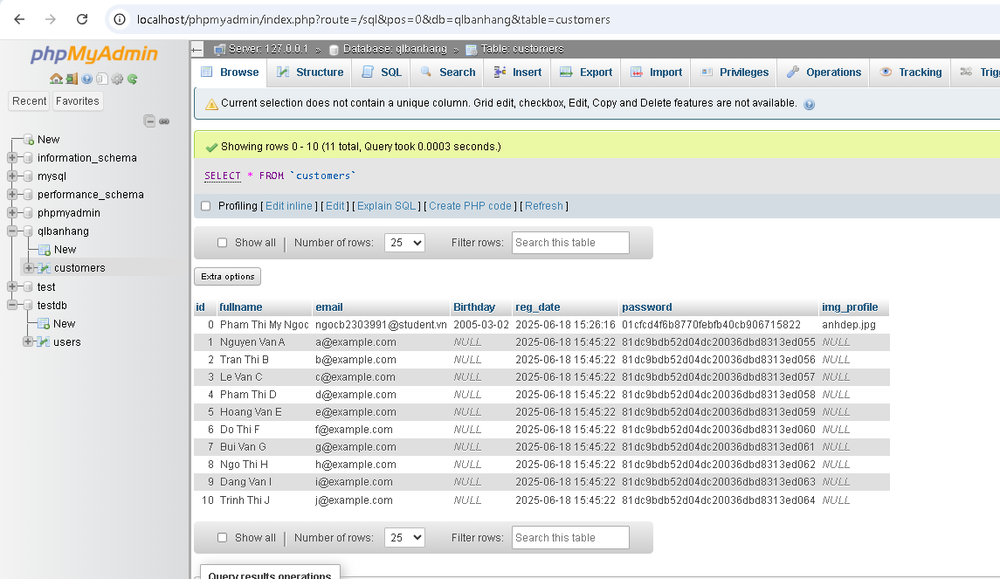 localhost/phpmyadmin/index.php?route=/sql&pos=0&db=qlbanhang&table=customers
phpMyAdmin
Recent Favorites
New
information_schema
mysql
performance_schema
phpmyadmin
qlbanhang
New
customers
test
testdb
New
users
Server: 127.0.0.1 » Database: qlbanhang » Table: customers
Browse Structure SQL Search Insert Export Import Privileges Operations Tracking Trig
Current selection does not contain a unique column. Grid edit, checkbox, Edit, Copy and Delete features are not available.
Showing rows 0 - 10 (11 total, Query took 0.0003 seconds.)
SELECT * FROM `customers`
Profiling [ Edit inline ] [ Edit ] [ Explain SQL ] [ Create PHP code ] [ Refresh ]
Show all | Number of rows: 25 Filter rows: Search this table
Extra options
id fullname email Birthday reg_date password img_profile
0 Pham Thi My Ngoc ngocb2303991@student.vn 2005-03-02 2025-06-18 15:26:16 01cfcd4f6b8770febfb40cb906715822 anhdep.jpg
1 Nguyen Van A a@example.com NULL 2025-06-18 15:45:22 81dc9bdb52d04dc20036dbd8313ed055 NULL
2 Tran Thi B b@example.com NULL 2025-06-18 15:45:22 81dc9bdb52d04dc20036dbd8313ed056 NULL
3 Le Van C c@example.com NULL 2025-06-18 15:45:22 81dc9bdb52d04dc20036dbd8313ed057 NULL
4 Pham Thi D d@example.com NULL 2025-06-18 15:45:22 81dc9bdb52d04dc20036dbd8313ed058 NULL
5 Hoang Van E e@example.com NULL 2025-06-18 15:45:22 81dc9bdb52d04dc20036dbd8313ed059 NULL
6 Do Thi F f@example.com NULL 2025-06-18 15:45:22 81dc9bdb52d04dc20036dbd8313ed060 NULL
7 Bui Van G g@example.com NULL 2025-06-18 15:45:22 81dc9bdb52d04dc20036dbd8313ed061 NULL
8 Ngo Thi H h@example.com NULL 2025-06-18 15:45:22 81dc9bdb52d04dc20036dbd8313ed062 NULL
9 Dang Van I i@example.com NULL 2025-06-18 15:45:22 81dc9bdb52d04dc20036dbd8313ed063 NULL
10 Trinh Thi J j@example.com NULL 2025-06-18 15:45:22 81dc9bdb52d04dc20036dbd8313ed064 NULL
Show all | Number of rows: 25 Filter rows: Search this table
Query results operations